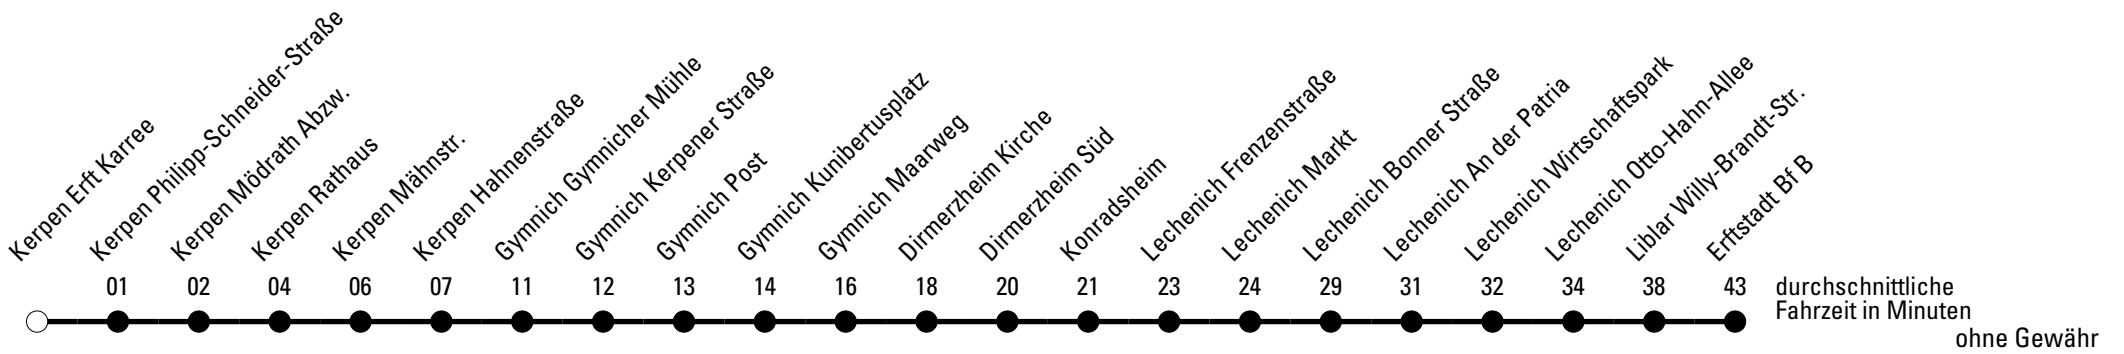 Kerpen Erft Karree
Kerpen Philipp-Schneider-Straße
Kerpen Mödrath Abzw.
Kerpen Rathaus
Kerpen Mähnstr.
Kerpen Hahnenstraße
Gymnich Gymnicher Mühle
Gymnich Kerpener Straße
Gymnich Post
Gymnich Kunibertusplatz
Gymnich Maarweg
Dirmerzheim Kirche
Dirmerzheim Süd
Konradsheim
Lechenich Frenzenstraße
Lechenich Markt
Lechenich Bonner Straße
Lechenich An der Patria
Lechenich Wirtschaftspark
Lechenich Otto-Hahn-Allee
Liblar Willy-Brandt-Str.
Erftstadt Bf B
01 02 04 06 07 11 12 13 14 16 18 20 21 23 24 29 31 32 34 38 43 durchschnittliche
Fahrzeit in Minuten
ohne Gewähr